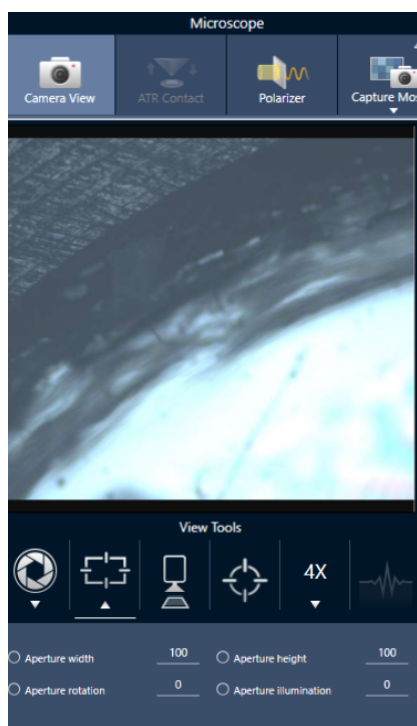 Microscope
Camera View
ATR Contact
Polarizer
Capture Mos
View Tools
4X
Aperture width 100
Aperture height 100
Aperture rotation 0
Aperture illumination 0